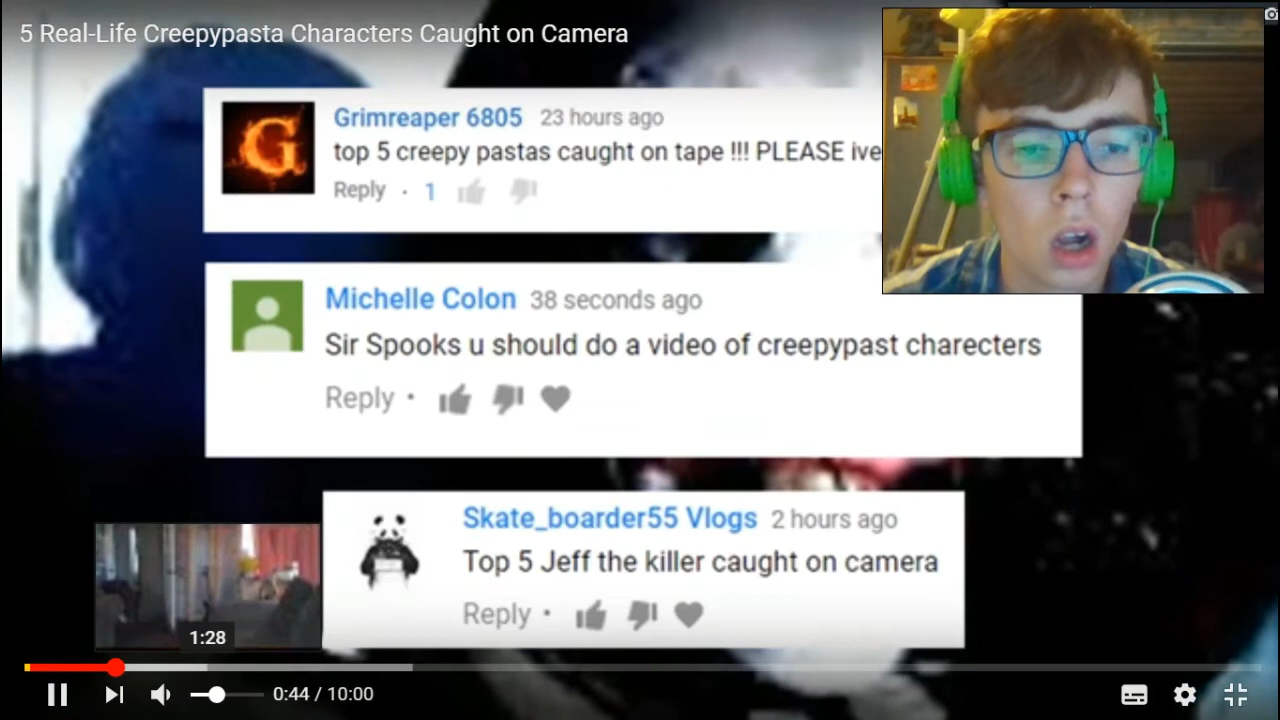 5 Real-Life Creepypasta Characters Caught on Camera
Grimreaper 6805 23 hours ago
top 5 creepy pastas caught on tape !!! PLEASE ive
Reply · 1
Michelle Colon 38 seconds ago
Sir Spooks u should do a video of creepypast charecters
Reply ·
Skate_boarder55 Vlogs 2 hours ago
Top 5 Jeff the killer caught on camera
Reply ·
1:28
0:44 / 10:00